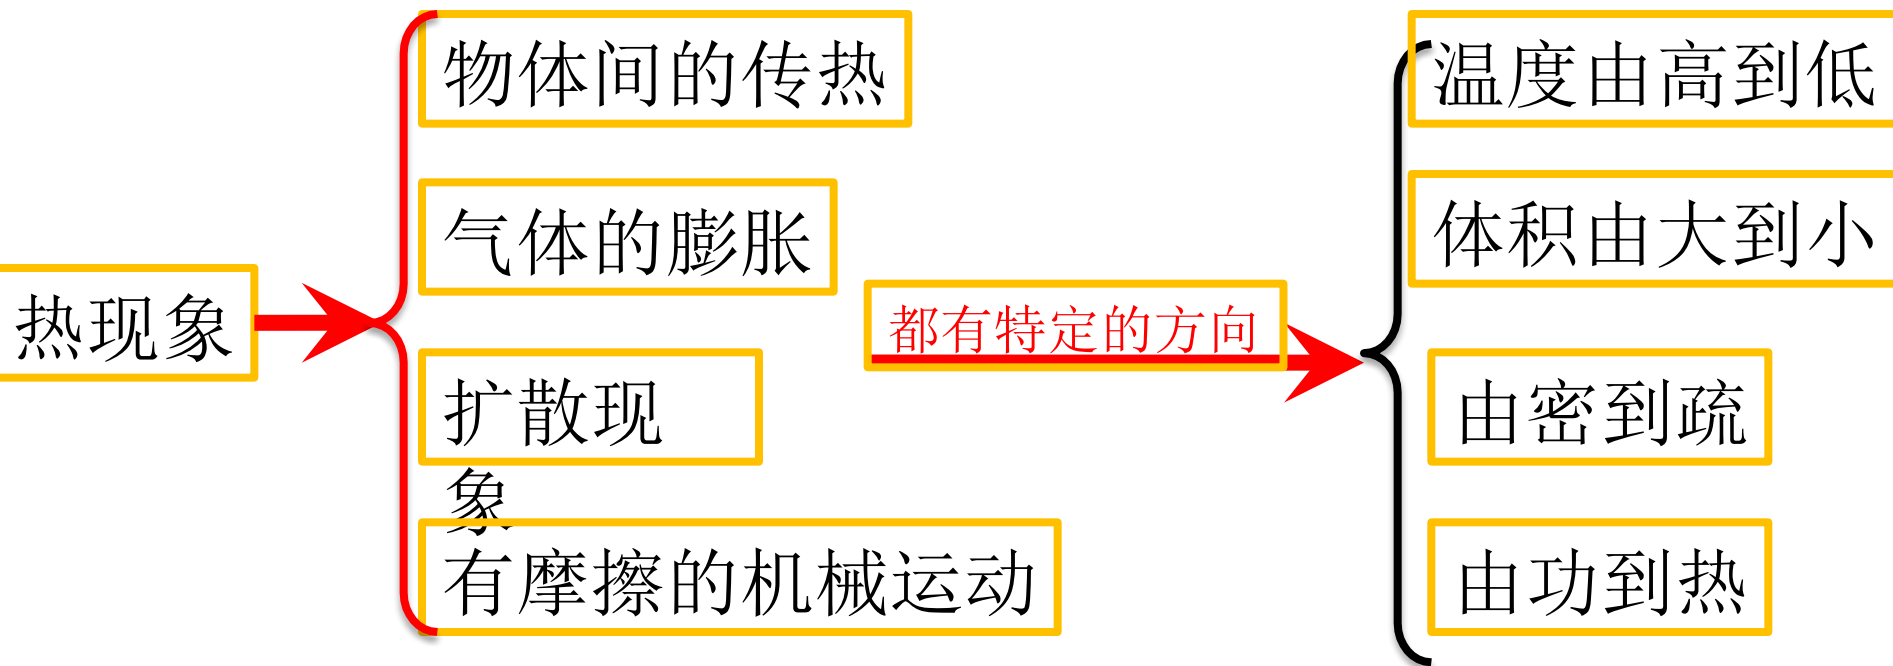 热现象
物体间的传热
气体的膨胀
扩散现
象
有摩擦的机械运动
都有特定的方向
温度由高到低
体积由大到小
由密到疏
由功到热